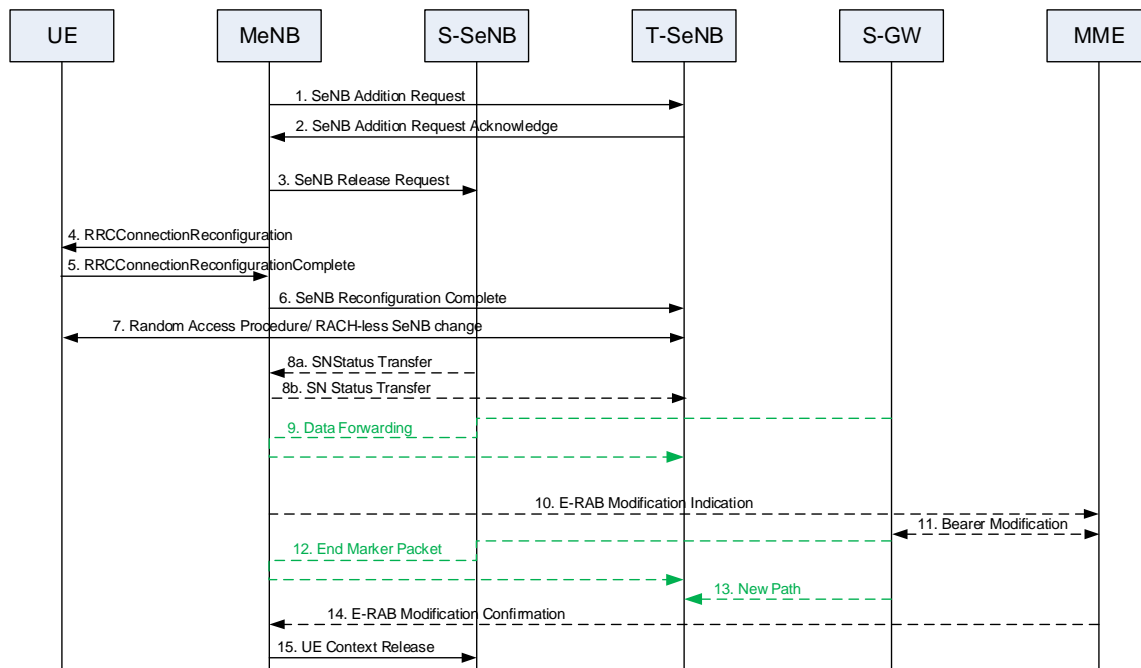 UE MeNB S-SeNB T-SeNB S-GW MME
1. SeNB Addition Request
2. SeNB Addition Request Acknowledge
3. SeNB Release Request
4. RRCConnectionReconfiguration
5. RRCConnectionReconfigurationComplete
6. SeNB Reconfiguration Complete
7. Random Access Procedure/ RACH-less SeNB change
8a. SNStatus Transfer
8b. SN Status Transfer
9. Data Forwarding
10. E-RAB Modification Indication
11. Bearer Modification
12. End Marker Packet
13. New Path
14. E-RAB Modification Confirmation
15. UE Context Release